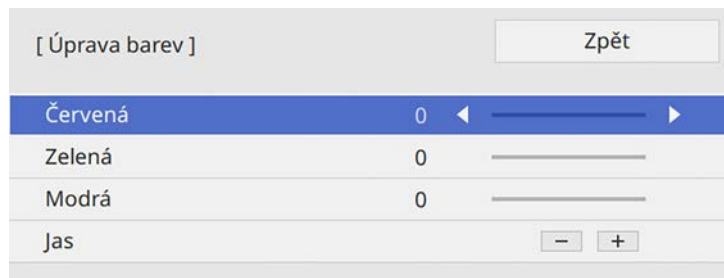 [ Úprava barev ] Zpět
Červená 0
Zelená 0
Modrá 0
Jas − +